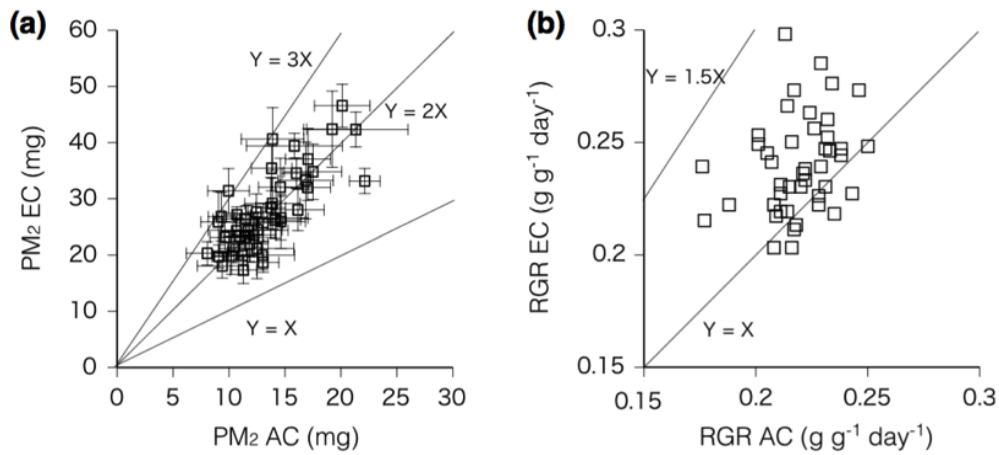 (a)
60
50
40
30
20
10
0
PM₂ EC (mg)
Y = 3X
Y = 2X
Y = X
0 5 10 15 20 25 30
PM₂ AC (mg)
(b)
0.3
0.25
0.2
0.15
RGR EC (g g⁻¹ day⁻¹)
Y = 1.5X
Y = X
0.15 0.2 0.25 0.3
RGR AC (g g⁻¹ day⁻¹)